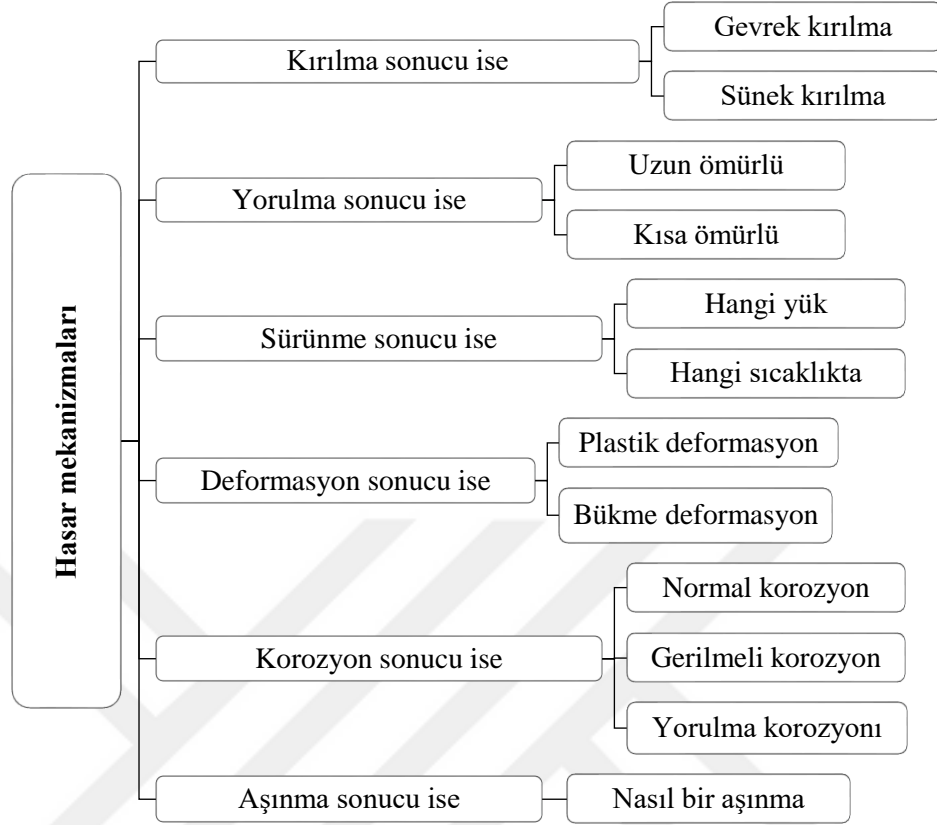 Hasar mekanizmaları
Kırılma sonucu ise
Gevrek kırılma
Sünek kırılma
Yorulma sonucu ise
Uzun ömürlü
Kısa ömürlü
Sürünme sonucu ise
Hangi yük
Hangi sıcaklıkta
Deformasyon sonucu ise
Plastik deformasyon
Bükme deformasyon
Korozyon sonucu ise
Normal korozyon
Gerilmeli korozyon
Yorulma korozyonı
Aşınma sonucu ise
Nasıl bir aşınma